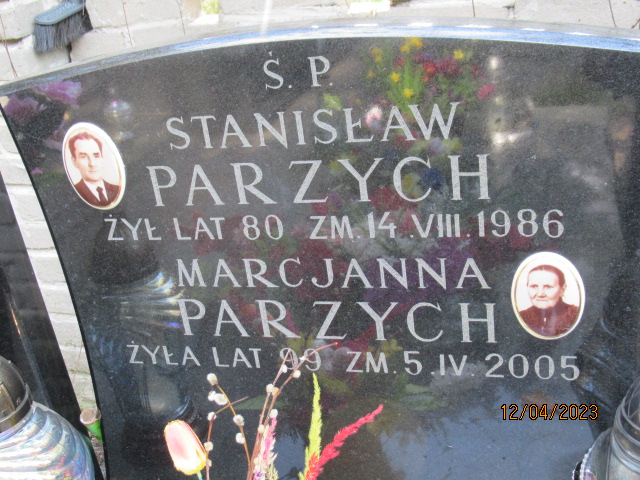 Ś. P.
STANISŁAW
PARZYCH
ŻYŁ LAT 80 ZM. 14. VIII. 1986
MARCJANNA
PARZYCH
ŻYŁA LAT 99 ZM. 5. IV. 2005
12/04/2023